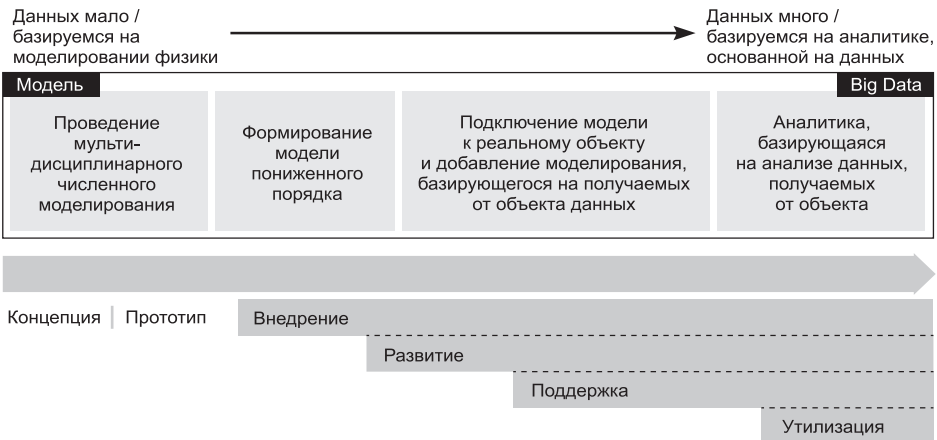 Данных мало /
базируемся на
моделировании физики
Данных много /
базируемся на аналитике,
основанной на данных
Модель
Big Data
Проведение
мульти-
дисциплинарного
численного
моделирования
Формирование
модели
пониженного
порядка
Подключение модели
к реальному объекту
и добавление моделирования,
базирующегося на получаемых
от объекта данных
Аналитика,
базирующаяся
на анализе данных,
получаемых
от объекта
Концепция
Прототип
Внедрение
Развитие
Поддержка
Утилизация